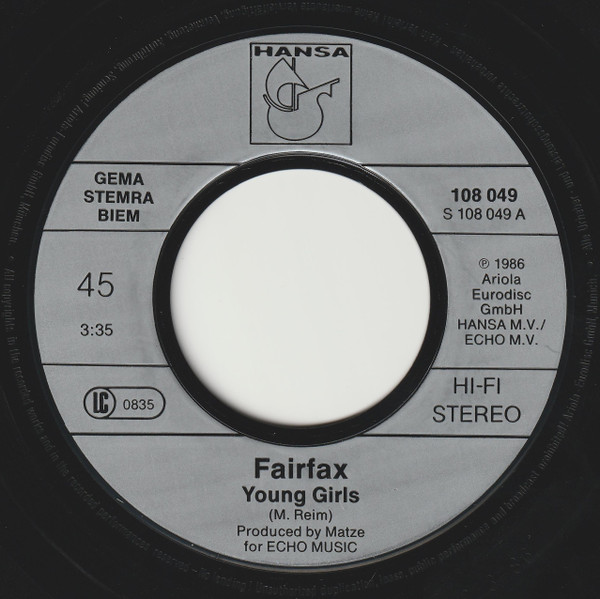 HANSA
GEMA
STEMRA
BIEM
108 049
S 108 049 A
45
3:35
℗ 1986
Ariola
Eurodisc
GmbH
HANSA M.V./
ECHO M.V.
LC 0835
HI-FI
STEREO
Fairfax
Young Girls
(M. Reim)
Produced by Matze
for ECHO MUSIC